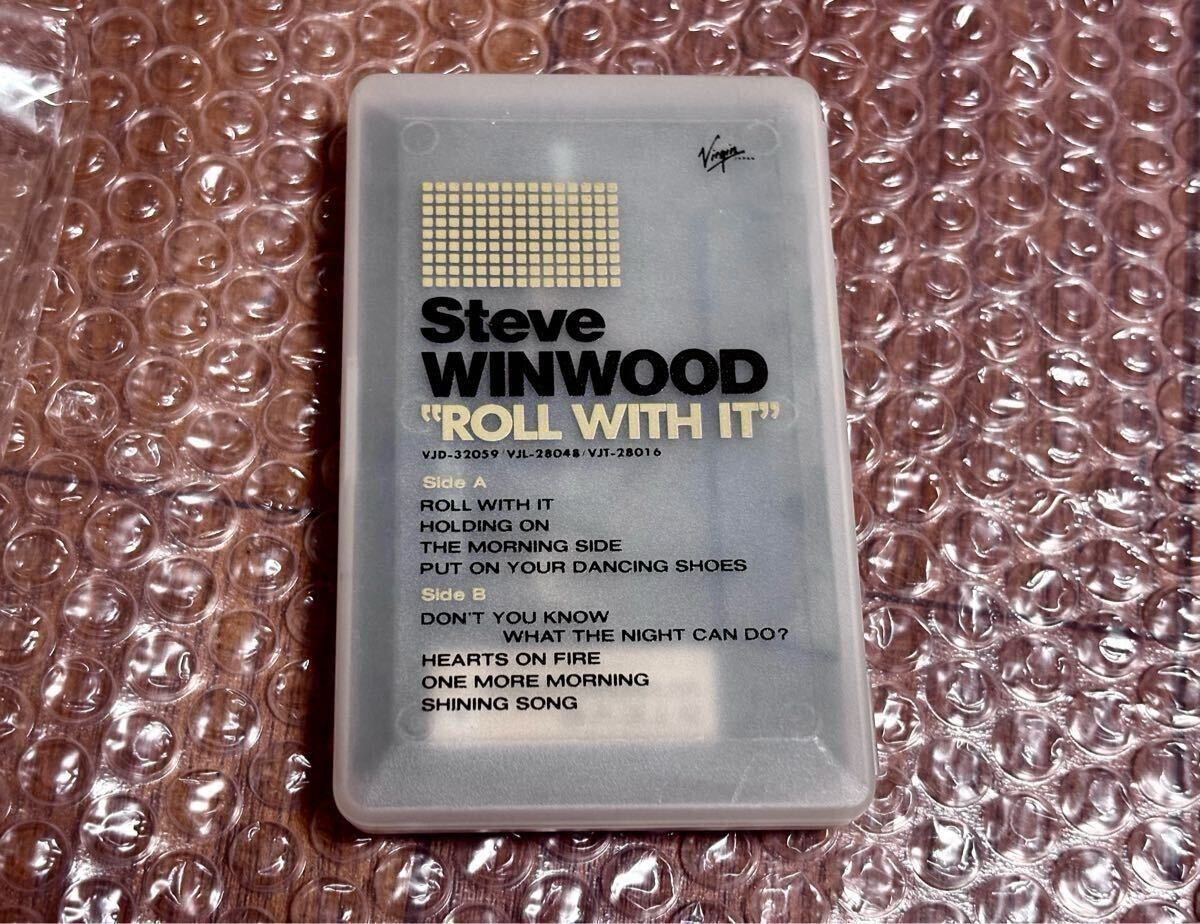 Virgin
JAPAN
Steve
WINWOOD
“ROLL WITH IT”
VJD-32059/VJL-28048/VJT-28016
Side A
ROLL WITH IT
HOLDING ON
THE MORNING SIDE
PUT ON YOUR DANCING SHOES
Side B
DON'T YOU KNOW
WHAT THE NIGHT CAN DO?
HEARTS ON FIRE
ONE MORE MORNING
SHINING SONG